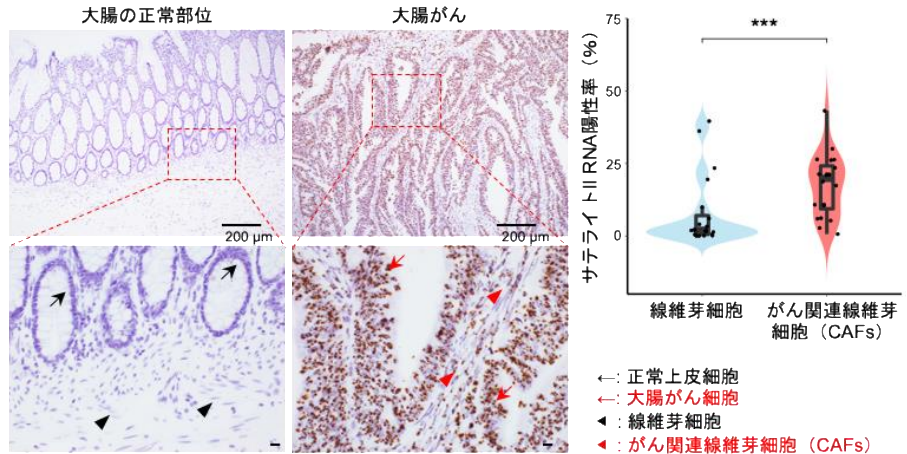 大腸の正常部位
大腸がん
200 μm
200 μm
サテライトII RNA陽性率（%）
75
50
25
0
***
線維芽細胞
がん関連線維芽
細胞（CAFs）
←: 正常上皮細胞
←: 大腸がん細胞
◀: 線維芽細胞
◀: がん関連線維芽細胞（CAFs）